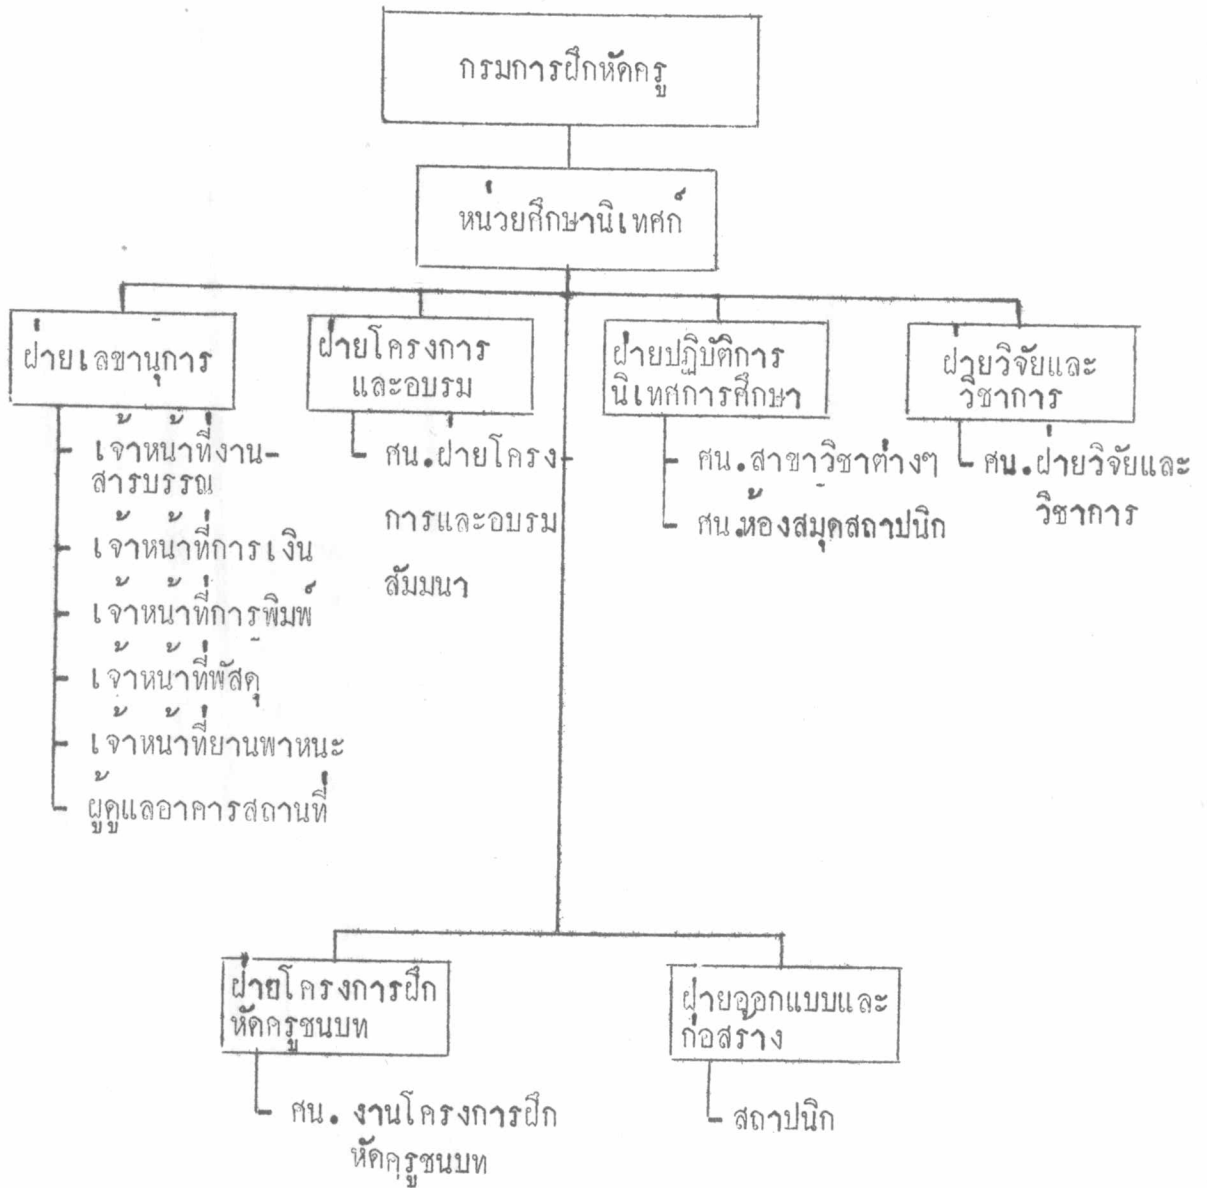 กรมการฝึกหัดครู
หน่วยศึกษานิเทศก์
ฝ่ายเลขานุการ
เจ้าหน้าที่งาน-
สารบรรณ
เจ้าหน้าที่การเงิน
เจ้าหน้าที่การพิมพ์
เจ้าหน้าที่พัสดุ
เจ้าหน้าที่ยานพาหนะ
ผู้ดูแลอาคารสถานที่
ฝ่ายโครงการ
และอบรม
ศน.ฝ่ายโครง-
การและอบรม
สัมมนา
ฝ่ายปฏิบัติการ
นิเทศการศึกษา
ศน.สาขาวิชาต่างๆ
ศน.ห้องสมุดสถาปนิก
ฝ่ายวิจัยและ
วิชาการ
ศน.ฝ่ายวิจัยและ
วิชาการ
ฝ่ายโครงการฝึก
หัดครูชนบท
ศน. งานโครงการฝึก
หัดครูชนบท
ฝ่ายออกแบบและ
ก่อสร้าง
สถาปนิก